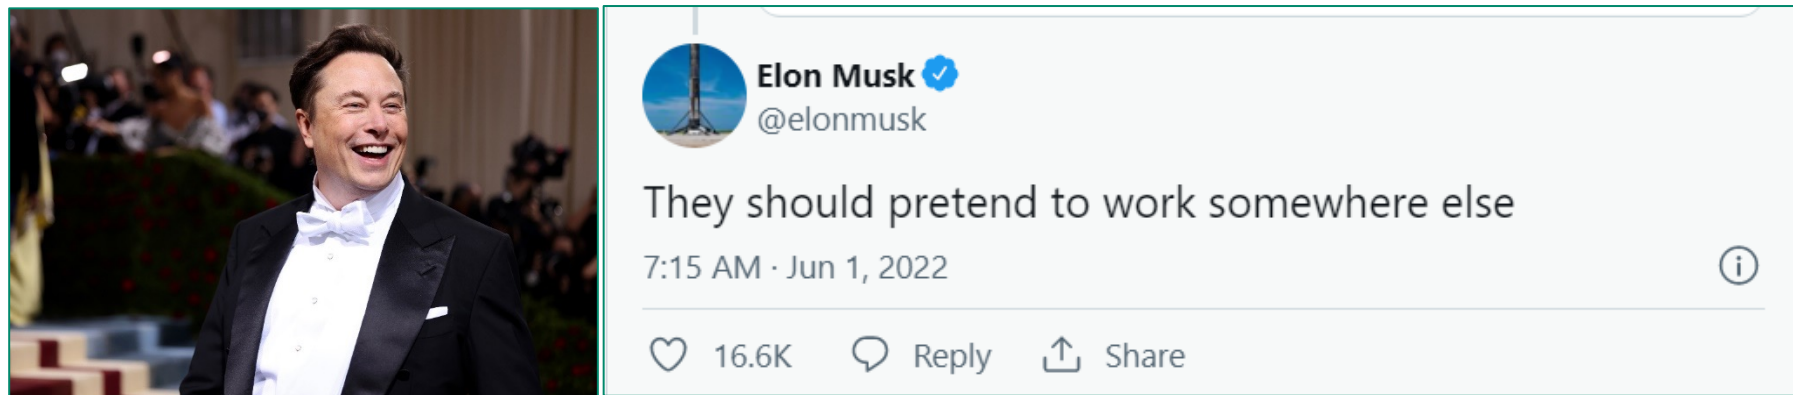 Elon Musk
@elonmusk
They should pretend to work somewhere else
7:15 AM · Jun 1, 2022
16.6K Reply Share